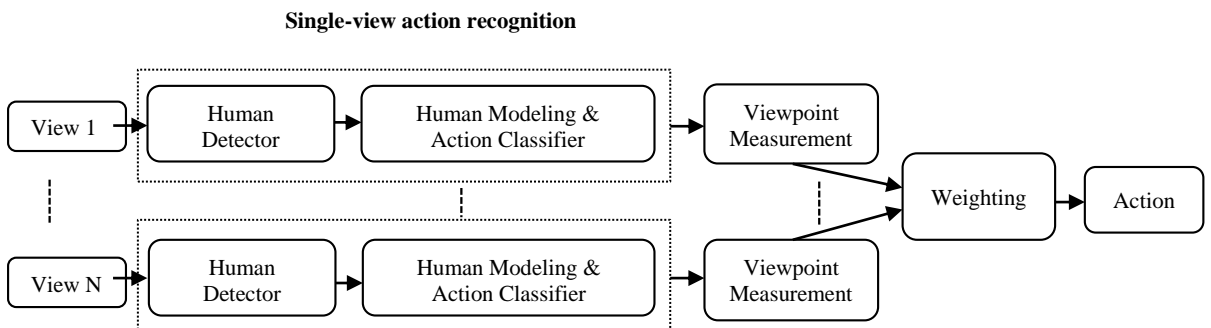 Single-view action recognition
View 1
Human
Detector
Human Modeling &
Action Classifier
Viewpoint
Measurement
Weighting
Action
View N
Human
Detector
Human Modeling &
Action Classifier
Viewpoint
Measurement